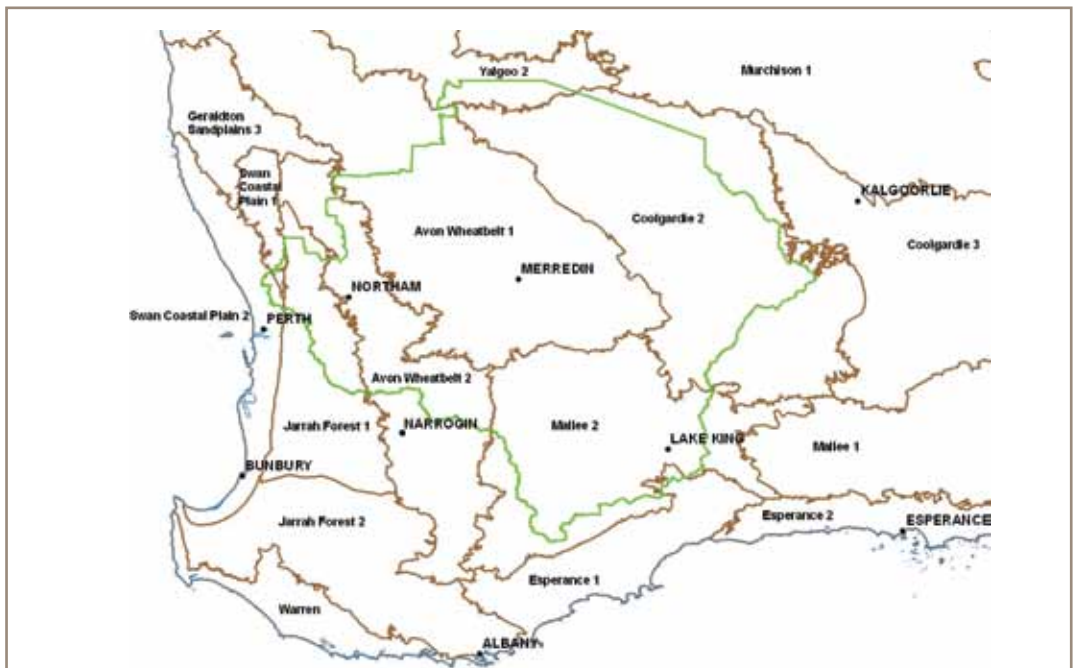 Yalgoo 2
Murchison 1
Geraldton
Sandplains 3
Swan
Coastal
Plain 1
KALGOORLIE
Coolgardie 2
Avon Wheatbelt 1
Coolgardie 3
MERREDIN
NORTHAM
Swan Coastal Plain 2
PERTH
Avon Wheatbelt 2
Jarrah Forest 1
NARROGIN
Mallee 2
LAKE KING
Mallee 1
BUNBURY
Jarrah Forest 2
Esperance 2
ESPERANCE
Esperance 1
Warren
ALBANY